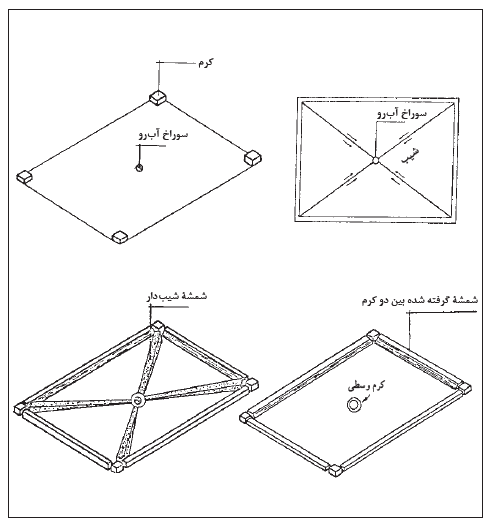 کرم
سوراخ آب‌رو
سوراخ آب‌رو
شیب
شمشهٔ شیب‌دار
شمشهٔ گرفته شده بین دو کرم
کرم وسطی